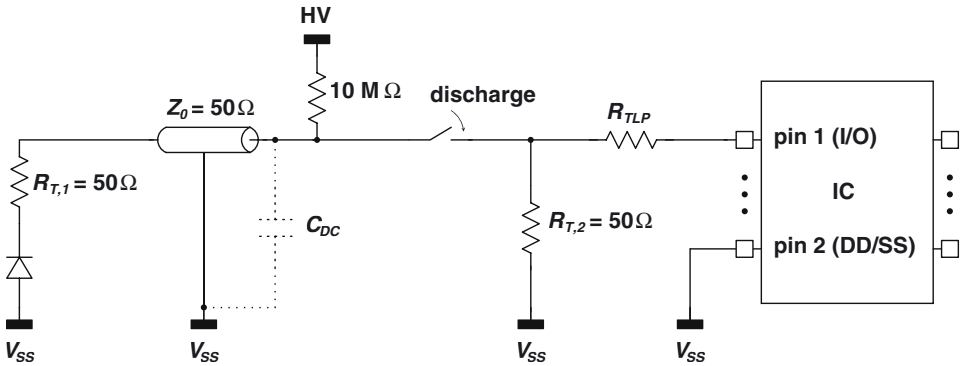 HV
10 MΩ
Z0 = 50Ω
discharge
RTLP
pin 1 (I/O)
RT,1 = 50Ω
CDC
RT,2 = 50Ω
IC
pin 2 (DD/SS)
VSS
VSS
VSS
VSS